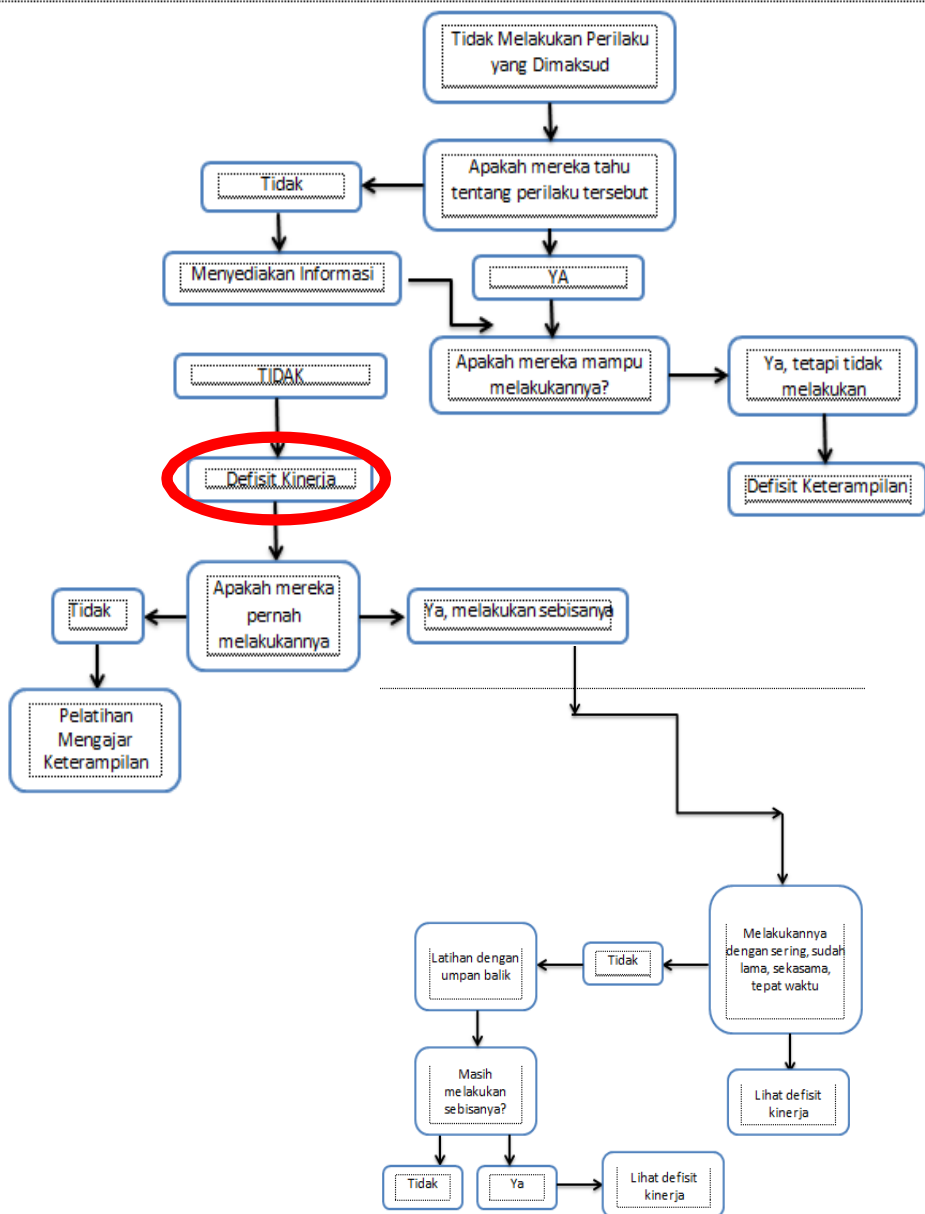 Tidak Melakukan Perilaku
yang Dimaksud
Apakah mereka tahu
tentang perilaku tersebut
Tidak
Menyediakan Informasi
YA
Apakah mereka mampu
melakukannya?
Ya, tetapi tidak
melakukan
TIDAK
Defisit Kinerja
Defisit Keterampilan
Apakah mereka
pernah
melakukannya
Tidak
Ya, melakukan sebisanya
Pelatihan
Mengajar
Keterampilan
Melakukannya
dengan sering, sudah
lama, sekasama,
tepat waktu
Tidak
Latihan dengan
umpan balik
Masih
melakukan
sebisanya?
Lihat defisit
kinerja
Tidak
Ya
Lihat defisit
kinerja